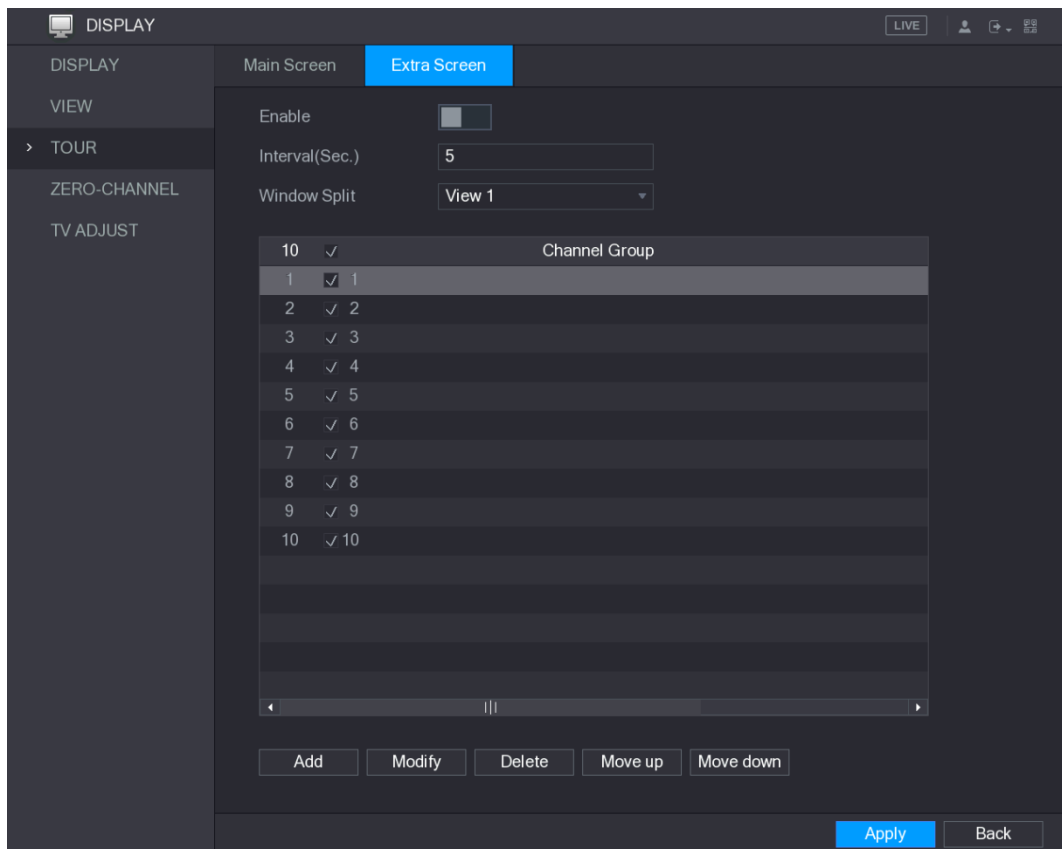 DISPLAY LIVE
DISPLAY
VIEW
TOUR
ZERO-CHANNEL
TV ADJUST
Main Screen Extra Screen
Enable
Interval(Sec.) 5
Window Split View 1
10 Channel Group
1 1
2 2
3 3
4 4
5 5
6 6
7 7
8 8
9 9
10 10
Add Modify Delete Move up Move down
Apply Back